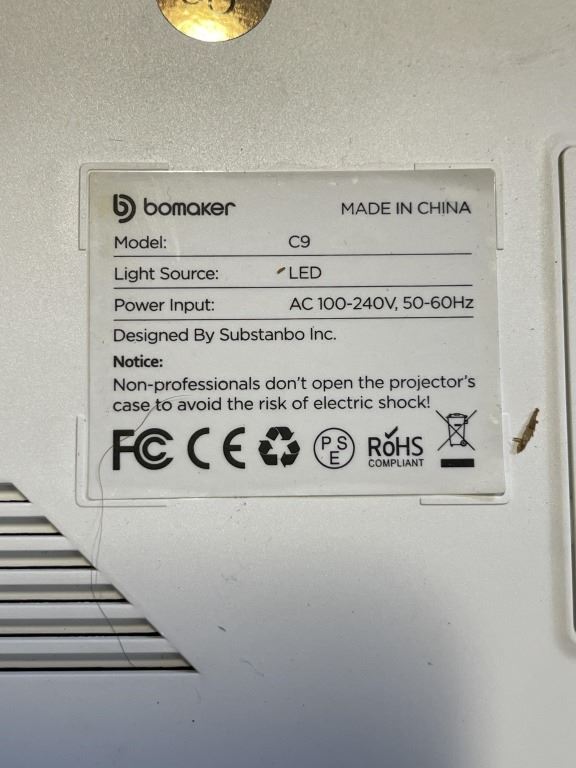 bomaker MADE IN CHINA
Model: C9
Light Source: LED
Power Input: AC 100-240V, 50-60Hz
Designed By Substanbo Inc.
Notice:
Non-professionals don't open the projector's
case to avoid the risk of electric shock!
FC CE PSE RoHS
COMPLIANT